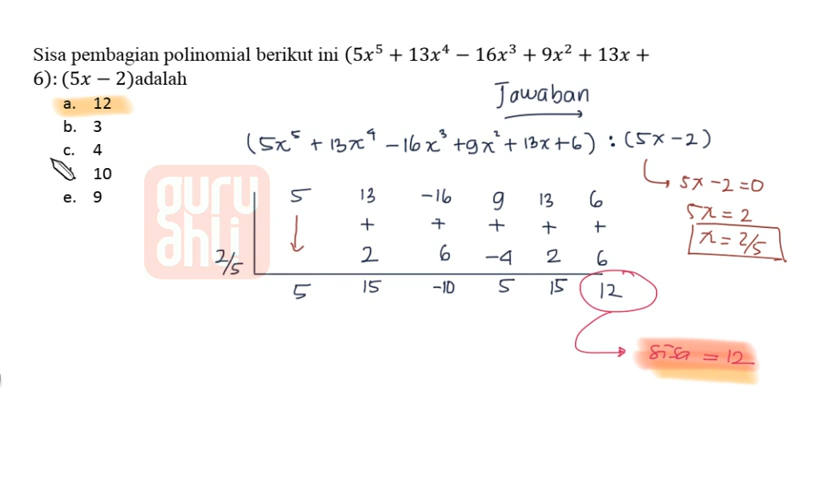 Sisa pembagian polinomial berikut ini (5x⁵ + 13x⁴ − 16x³ + 9x² + 13x +
6): (5x − 2)adalah
a. 12
b. 3
c. 4
10
e. 9
Jawaban
(5x⁵ + 13x⁴ − 16x³ + 9x² + 13x + 6) : (5x − 2)
5x − 2 = 0
5x = 2
x = 2/5
guru
ahli
5 13 −16 9 13 6
+ + + + +
2/5 2 6 −4 2 6
5 15 −10 5 15 12
sisa = 12